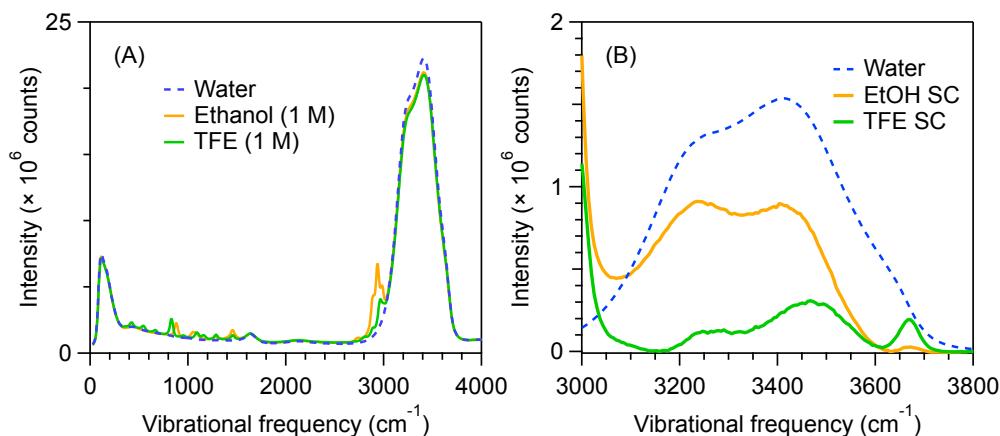 25
(A)
Water
Ethanol (1 M)
TFE (1 M)
Intensity (× 10⁶ counts)
0
0 1000 2000 3000 4000
Vibrational frequency (cm⁻¹)
2
(B)
Water
EtOH SC
TFE SC
Intensity (× 10⁶ counts)
1
0
3000 3200 3400 3600 3800
Vibrational frequency (cm⁻¹)